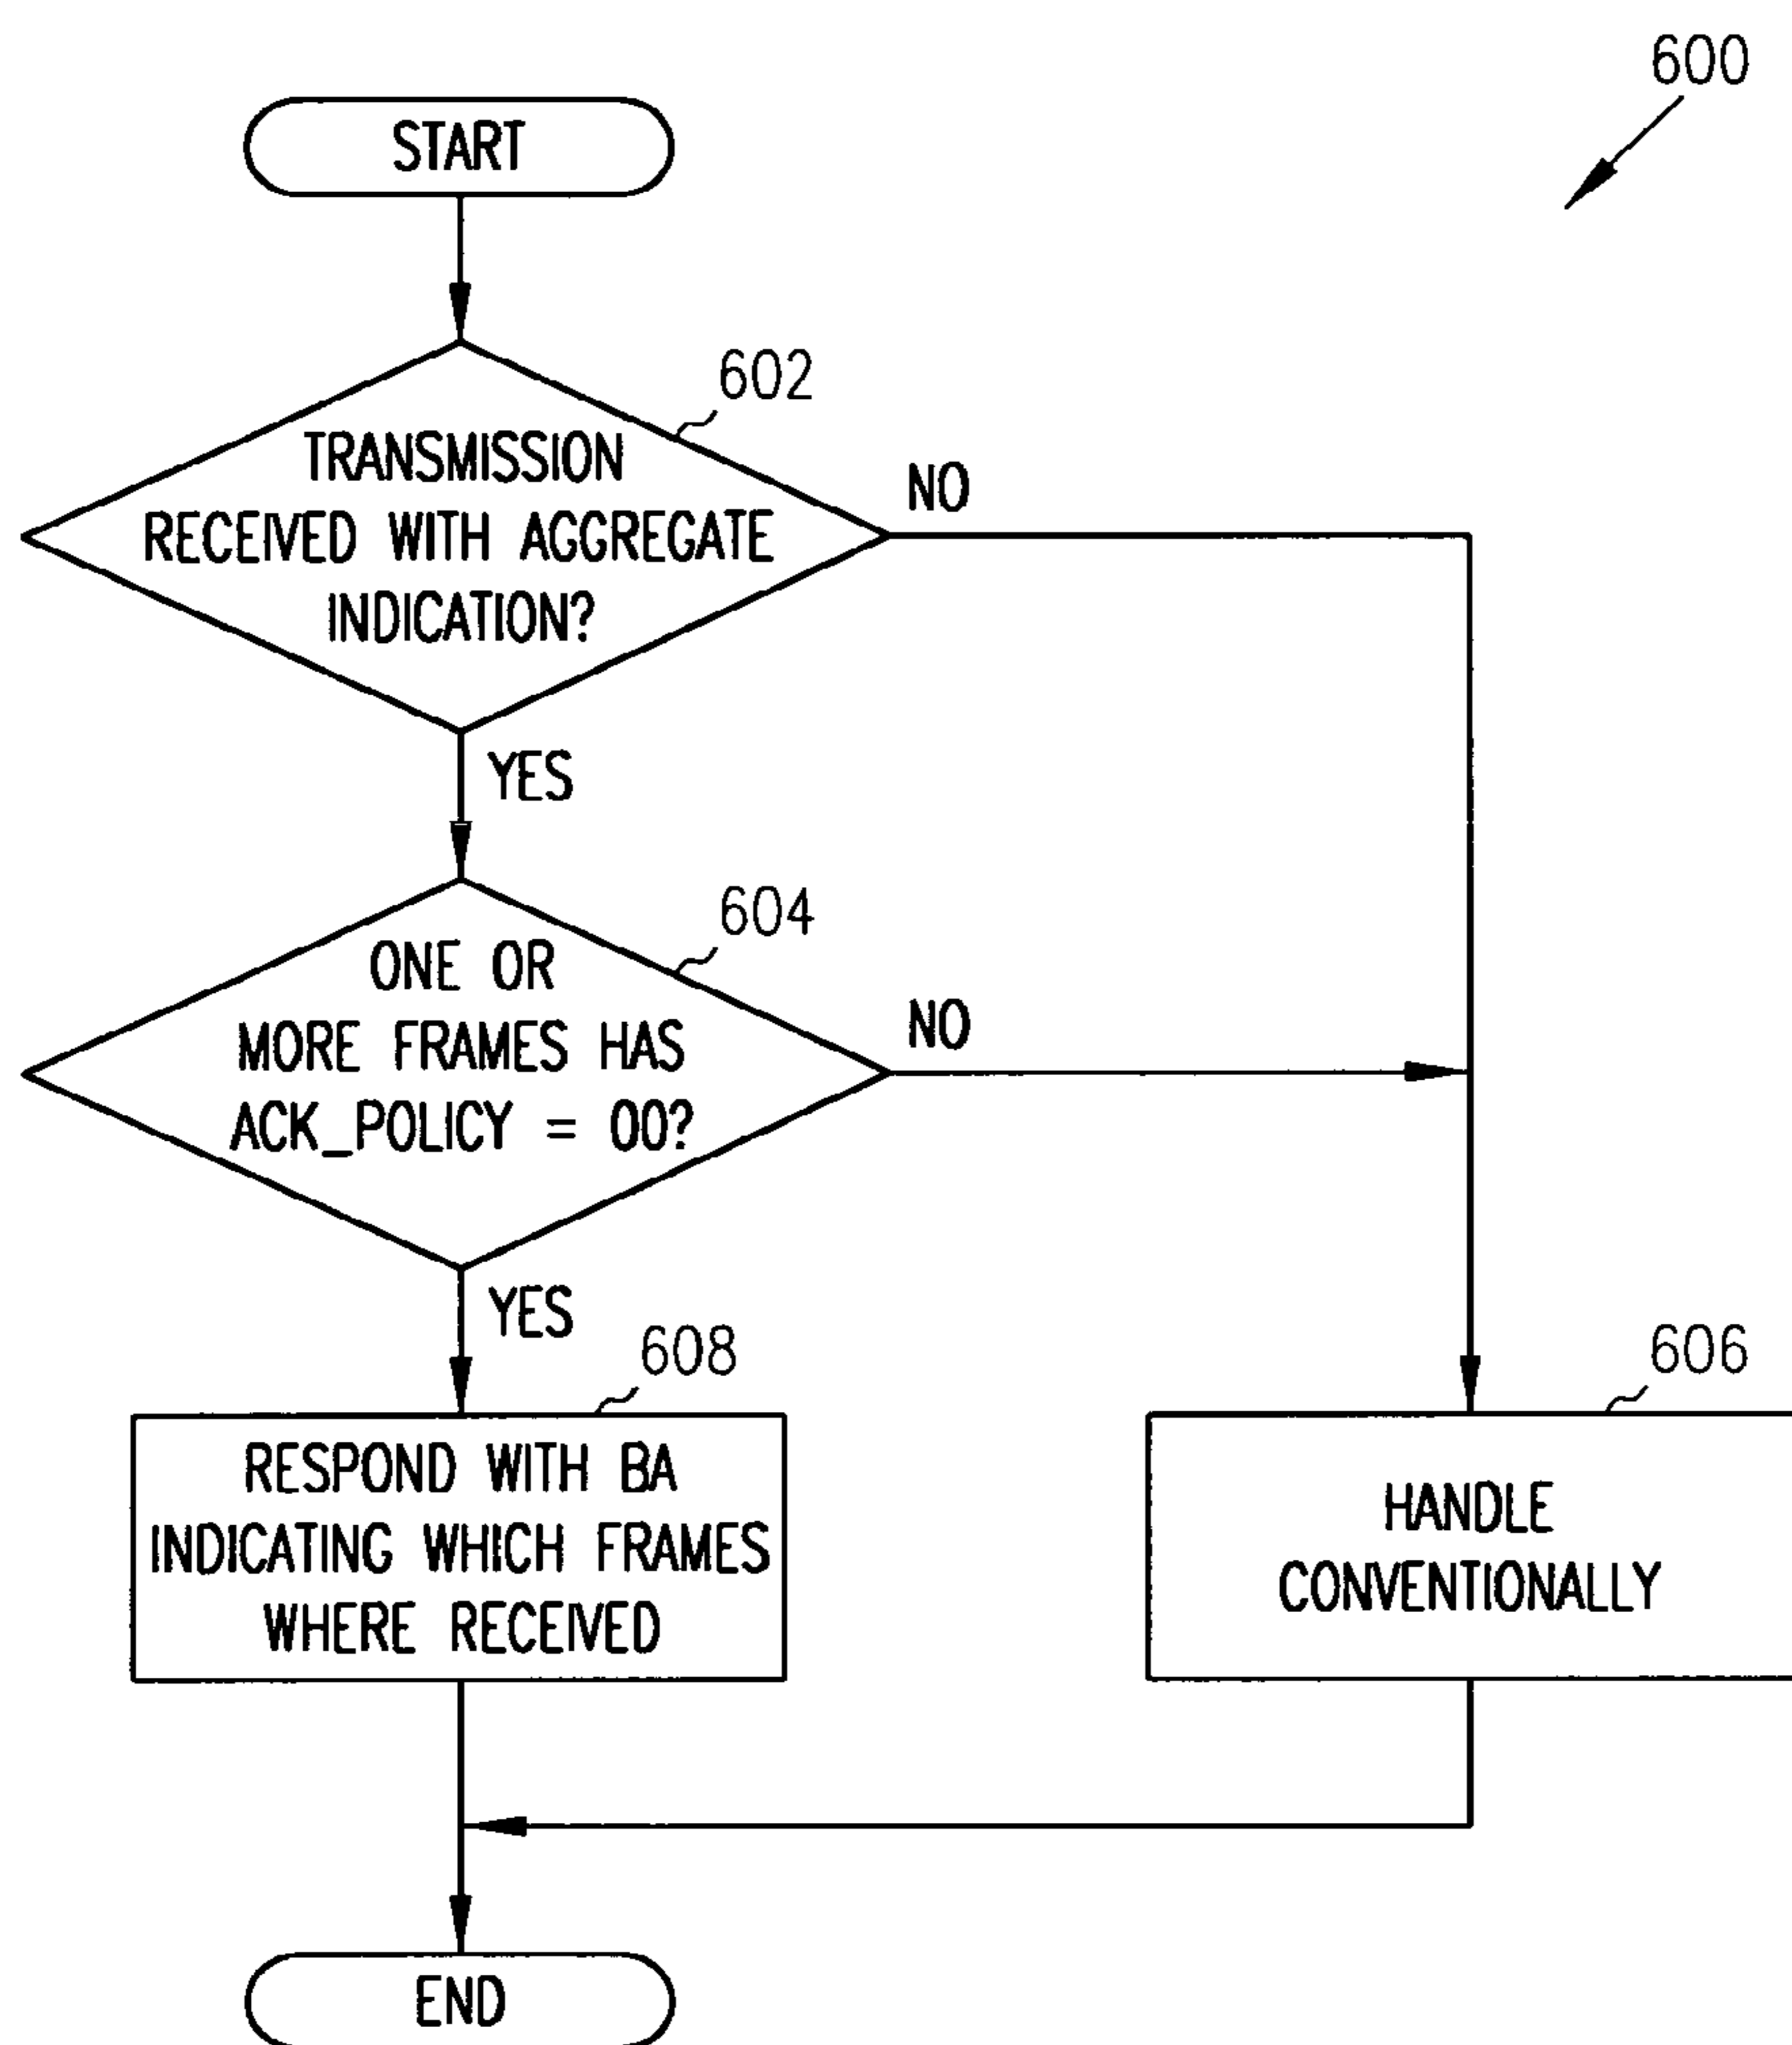 600
START
602
TRANSMISSION
RECEIVED WITH AGGREGATE
INDICATION?
NO
YES
604
ONE OR
MORE FRAMES HAS
ACK_POLICY = 00?
NO
YES
608
RESPOND WITH BA
INDICATING WHICH FRAMES
WHERE RECEIVED
606
HANDLE
CONVENTIONALLY
END